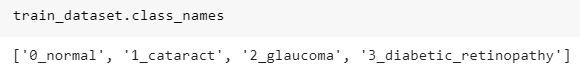 train_dataset.class_names
['0_normal', '1_cataract', '2_glaucoma', '3_diabetic_retinopathy']